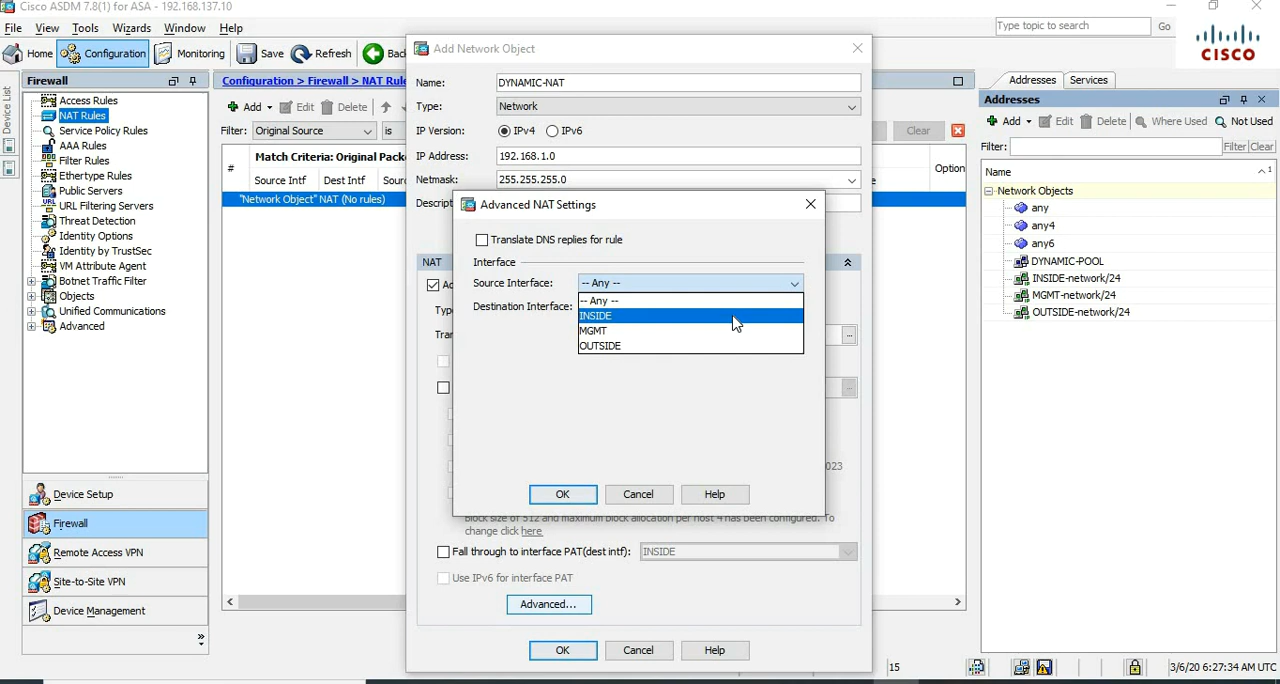 Cisco ASDM 7.8(1) for ASA - 192.168.137.10
File View Tools Wizards Window Help
Type topic to search Go
CISCO
Home Configuration Monitoring Save Refresh Back
Device List
Firewall
Access Rules
NAT Rules
Service Policy Rules
AAA Rules
Filter Rules
Ethertype Rules
Public Servers
URL Filtering Servers
Threat Detection
Identity Options
Identity by TrustSec
VM Attribute Agent
Botnet Traffic Filter
Objects
Unified Communications
Advanced
Device Setup
Firewall
Remote Access VPN
Site-to-Site VPN
Device Management
Configuration > Firewall > NAT Rule
Add Edit Delete
Filter: Original Source is Clear
# Match Criteria: Original Pack
Source Intf Dest Intf Sourc Option
"Network Object" NAT (No rules)
Add Network Object
Name: DYNAMIC-NAT
Type: Network
IP Version: IPv4 IPv6
IP Address: 192.168.1.0
Netmask: 255.255.255.0
Descript
NAT
Ad
Typ
Tran
023
Block size of 512 and maximum block allocation per host 4 has been configured. To
change click here.
Fall through to interface PAT(dest intf): INSIDE
Use IPv6 for interface PAT
Advanced...
OK Cancel Help
Advanced NAT Settings
Translate DNS replies for rule
Interface
Source Interface: -- Any --
Destination Interface: -- Any --
INSIDE
MGMT
OUTSIDE
OK Cancel Help
Addresses Services
Addresses
Add Edit Delete Where Used Not Used
Filter: Filter Clear
Name
Network Objects
any
any4
any6
DYNAMIC-POOL
INSIDE-network/24
MGMT-network/24
OUTSIDE-network/24
15 3/6/20 6:27:34 AM UTC